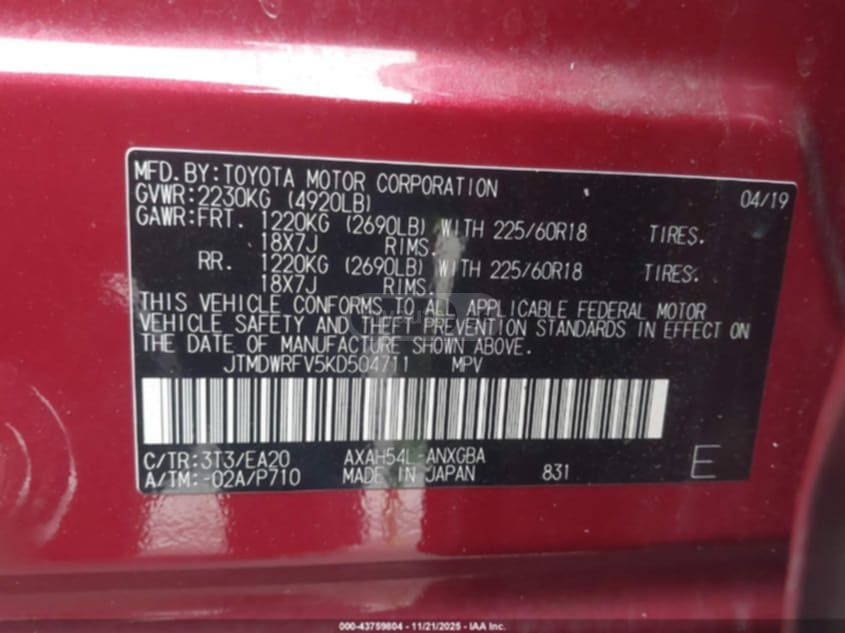 MFD.BY:TOYOTA MOTOR CORPORATION 04/19
GVWR:2230KG (4920LB)
GAWR:FRT. 1220KG (2690LB) WITH 225/60R18 TIRES.
18X7J RIMS.
RR. 1220KG (2690LB) WITH 225/60R18 TIRES.
18X7J RIMS.
THIS VEHICLE CONFORMS TO ALL APPLICABLE FEDERAL MOTOR
VEHICLE SAFETY AND THEFT PREVENTION STANDARDS IN EFFECT ON
THE DATE OF MANUFACTURE SHOWN ABOVE.
JTMDWRFV5KD504711 MPV
C/TR:3T3/EA20 AXAH54L-ANXGBA
A/TM:-02A/P710 MADE IN JAPAN 831 E
000-43759804 - 11/21/2025 - IAA Inc.